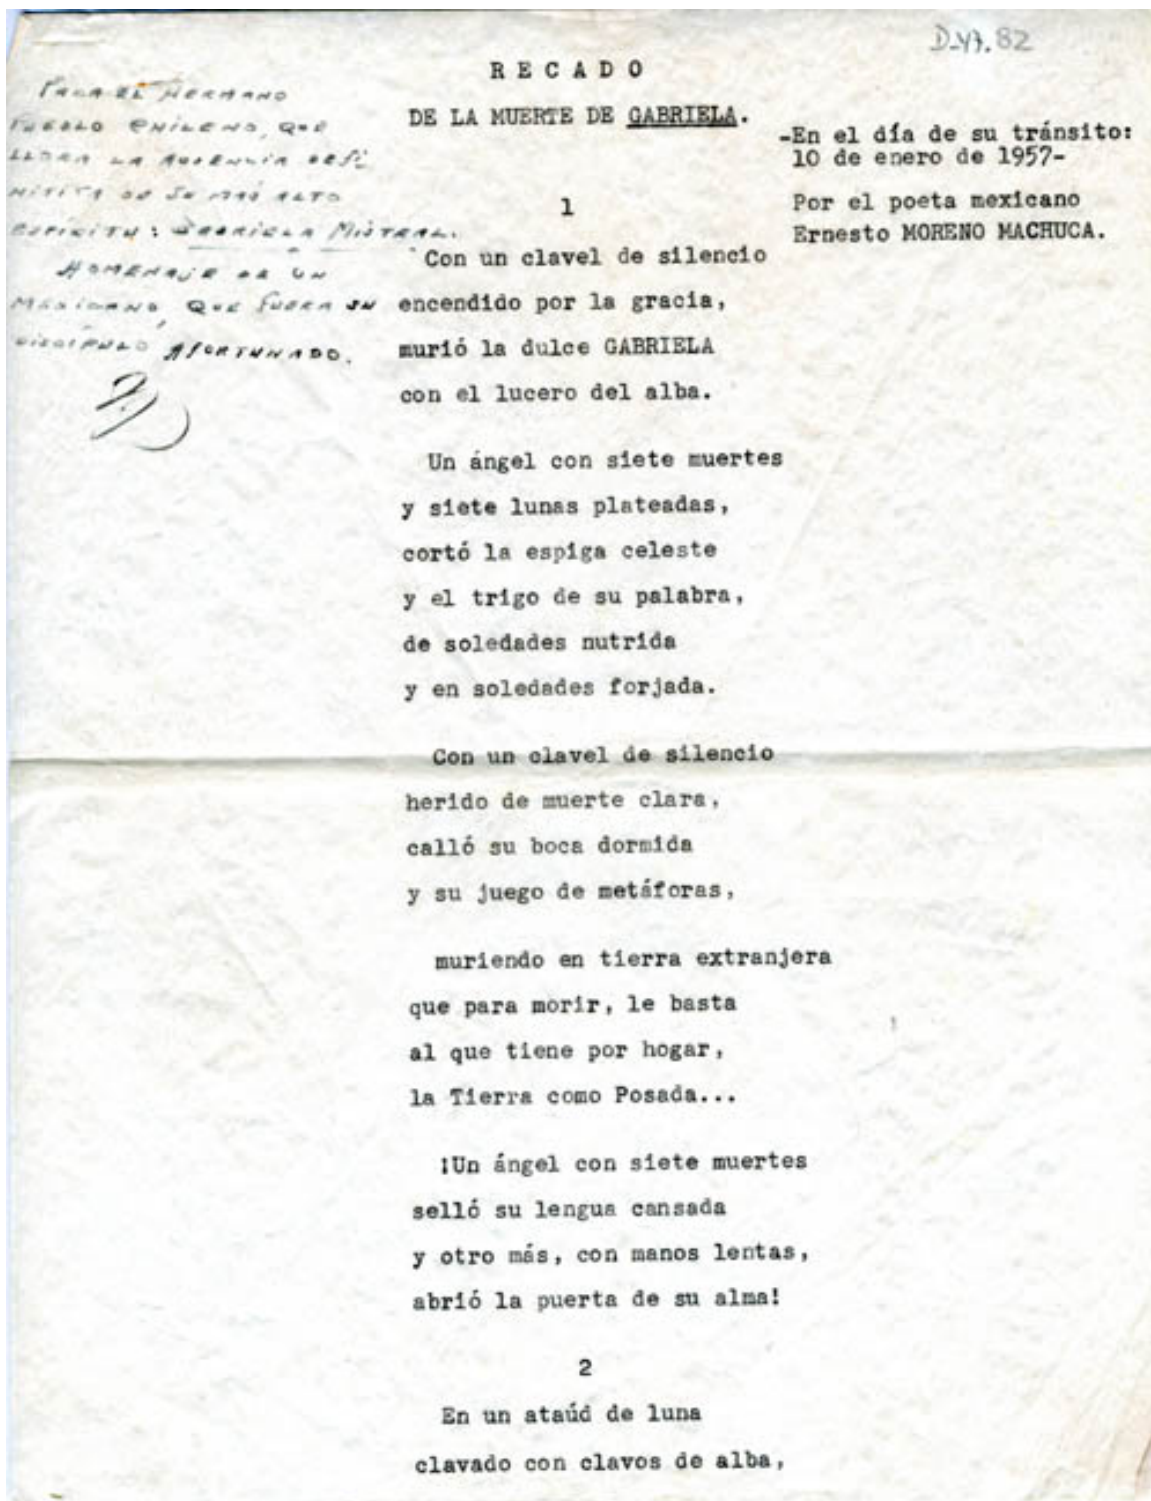 D-47.82
RECADO
DE LA MUERTE DE GABRIELA.
-En el día de su tránsito:
10 de enero de 1957-
Por el poeta mexicano
Ernesto MORENO MACHUCA.
PARA EL HERMANO
PUEBLO CHILENO, QUE
LLORA LA AUSENCIA DEFI
NITIVA DE SU MAS ALTO
ESPÍRITU: GABRIELA MISTRAL.
HOMENAJE DE UN
MEXICANO, QUE FUERA SU
DISCÍPULO AFORTUNADO.
1
Con un clavel de silencio
encendido por la gracia,
murió la dulce GABRIELA
con el lucero del alba.
Un ángel con siete muertes
y siete lunas plateadas,
cortó la espiga celeste
y el trigo de su palabra,
de soledades nutrida
y en soledades forjada.
Con un clavel de silencio
herido de muerte clara,
calló su boca dormida
y su juego de metáforas,
muriendo en tierra extranjera
que para morir, le basta
al que tiene por hogar,
la Tierra como Posada...
¡Un ángel con siete muertes
selló su lengua cansada
y otro más, con manos lentas,
abrió la puerta de su alma!
2
En un ataúd de luna
clavado con clavos de alba,